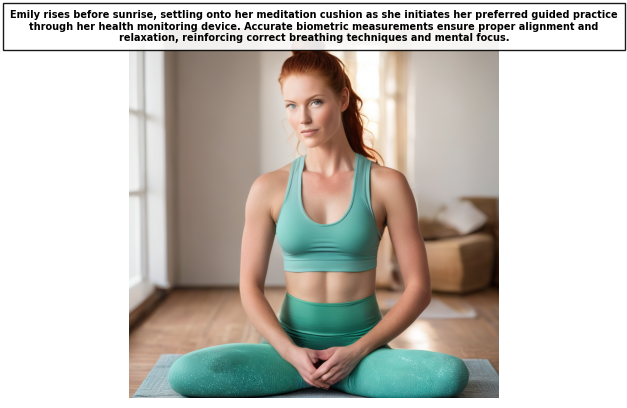 Emily rises before sunrise, settling onto her meditation cushion as she initiates her preferred guided practice
through her health monitoring device. Accurate biometric measurements ensure proper alignment and
relaxation, reinforcing correct breathing techniques and mental focus.